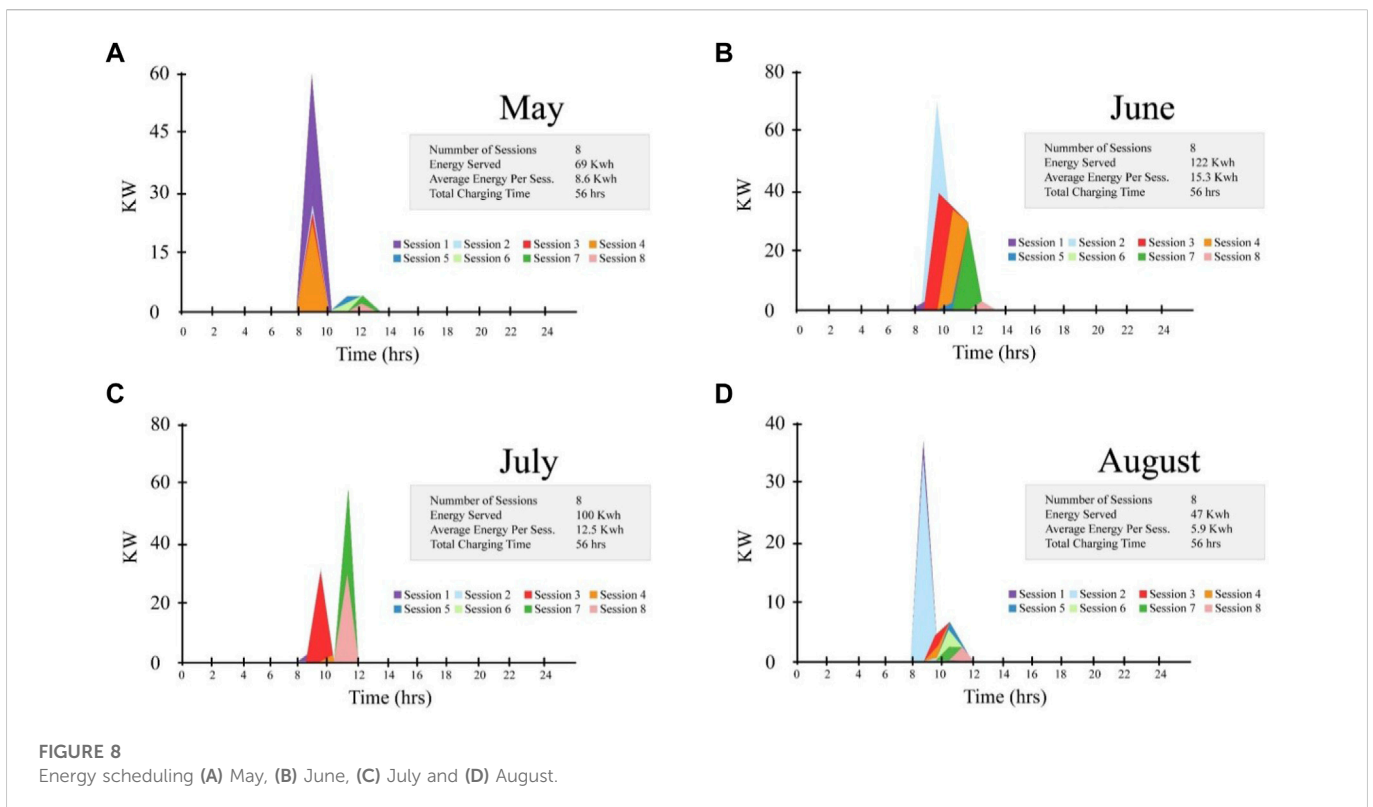 A
60
45
30
15
0
KW
May
Nummber of Sessions 8
Energy Served 69 Kwh
Average Energy Per Sess. 8.6 Kwh
Total Charging Time 56 hrs
Session 1 Session 2 Session 3 Session 4
Session 5 Session 6 Session 7 Session 8
0 2 4 6 8 10 12 14 16 18 20 22 24
Time (hrs)
B
80
60
40
20
0
KW
June
Nummber of Sessions 8
Energy Served 122 Kwh
Average Energy Per Sess. 15.3 Kwh
Total Charging Time 56 hrs
Session 1 Session 2 Session 3 Session 4
Session 5 Session 6 Session 7 Session 8
0 2 4 6 8 10 12 14 16 18 20 22 24
Time (hrs)
C
80
60
40
20
0
KW
July
Nummber of Sessions 8
Energy Served 100 Kwh
Average Energy Per Sess. 12.5 Kwh
Total Charging Time 56 hrs
Session 1 Session 2 Session 3 Session 4
Session 5 Session 6 Session 7 Session 8
0 2 4 6 8 10 12 14 16 18 20 22 24
Time (hrs)
D
40
30
20
10
0
KW
August
Nummber of Sessions 8
Energy Served 47 Kwh
Average Energy Per Sess. 5.9 Kwh
Total Charging Time 56 hrs
Session 1 Session 2 Session 3 Session 4
Session 5 Session 6 Session 7 Session 8
0 2 4 6 8 10 12 14 16 18 20 22 24
Time (hrs)
FIGURE 8
Energy scheduling (A) May, (B) June, (C) July and (D) August.